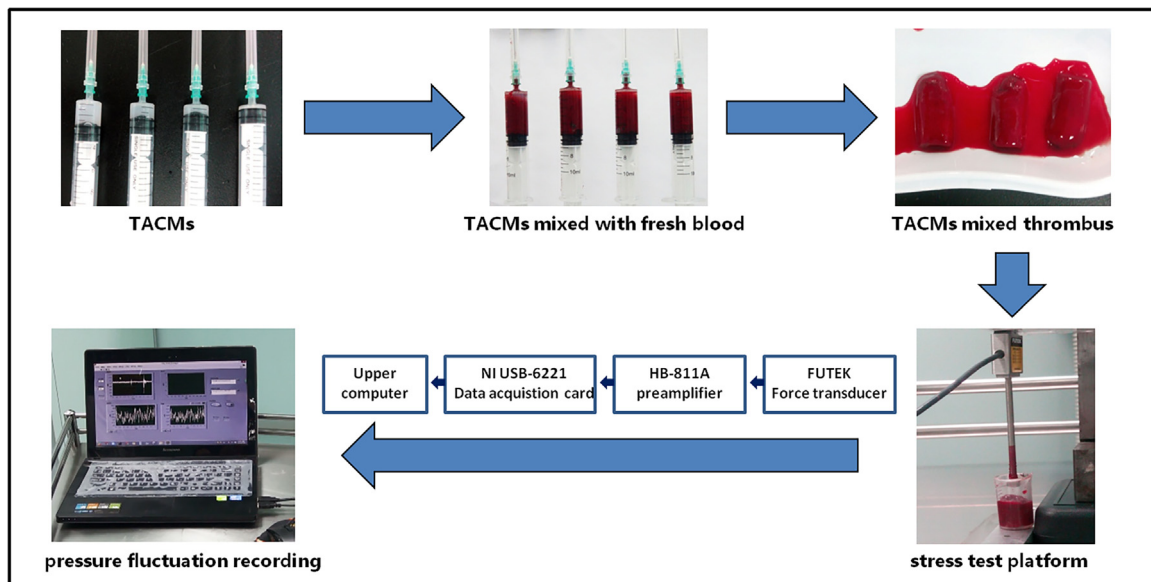 TACMs
TACMs mixed with fresh blood
TACMs mixed thrombus
Upper
computer
NI USB-6221
Data acquistion card
HB-811A
preamplifier
FUTEK
Force transducer
pressure fluctuation recording
stress test platform